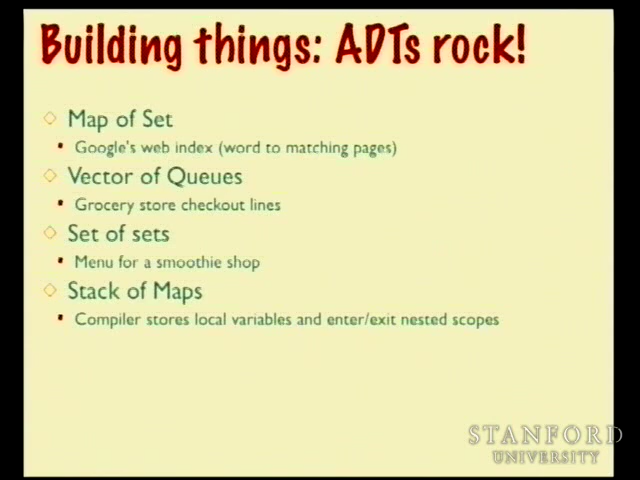 Building things: ADTs rock!
Map of Set
Google's web index (word to matching pages)
Vector of Queues
Grocery store checkout lines
Set of sets
Menu for a smoothie shop
Stack of Maps
Compiler stores local variables and enter/exit nested scopes
STANFORD
UNIVERSITY